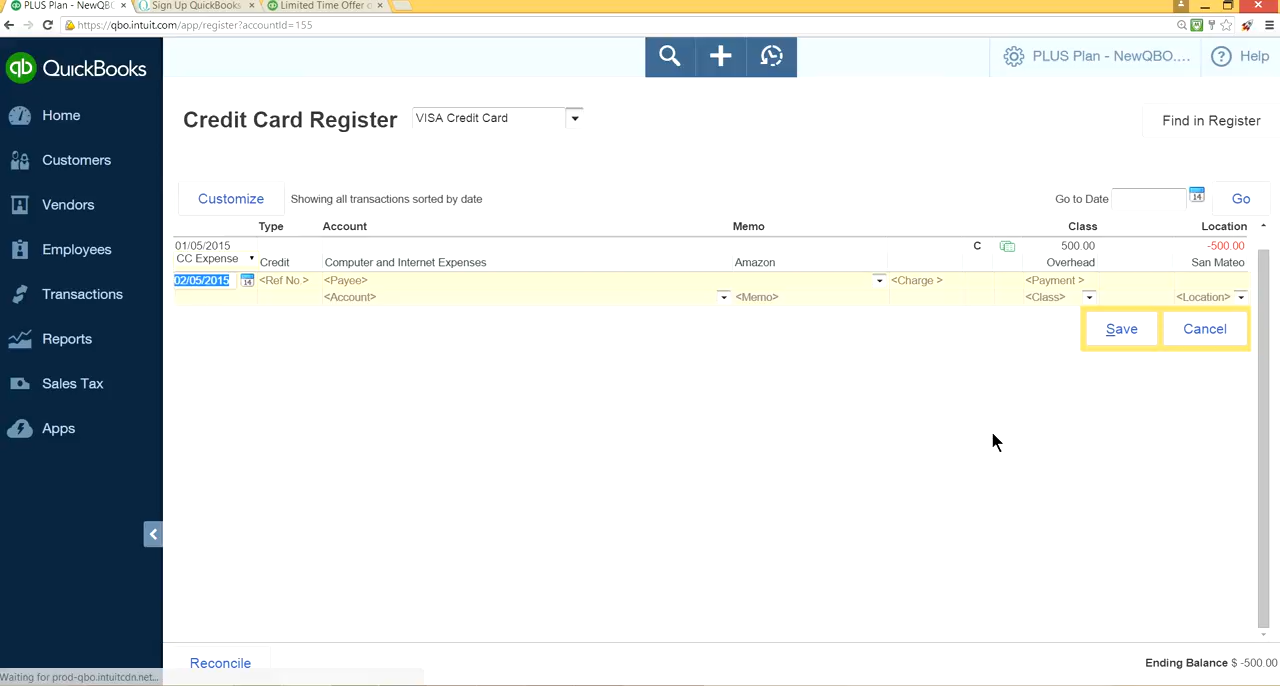 PLUS Plan - NewQBO
Sign Up QuickBooks
Limited Time Offer
https://qbo.intuit.com/app/register?accountId=155
qb QuickBooks
PLUS Plan - NewQBO....
Help
Home
Customers
Vendors
Employees
Transactions
Reports
Sales Tax
Apps
Credit Card Register
VISA Credit Card
Find in Register
Customize
Showing all transactions sorted by date
Go to Date
14
Go
Type Account Memo Class Location
01/05/2015 C 500.00 -500.00
CC Expense Credit Computer and Internet Expenses Amazon Overhead San Mateo
02/05/2015 14 <Ref No.> <Payee> <Charge > <Payment >
<Account> <Memo> <Class> <Location>
Save Cancel
Reconcile
Ending Balance $ -500.00
Waiting for prod-qbo.intuitcdn.net...